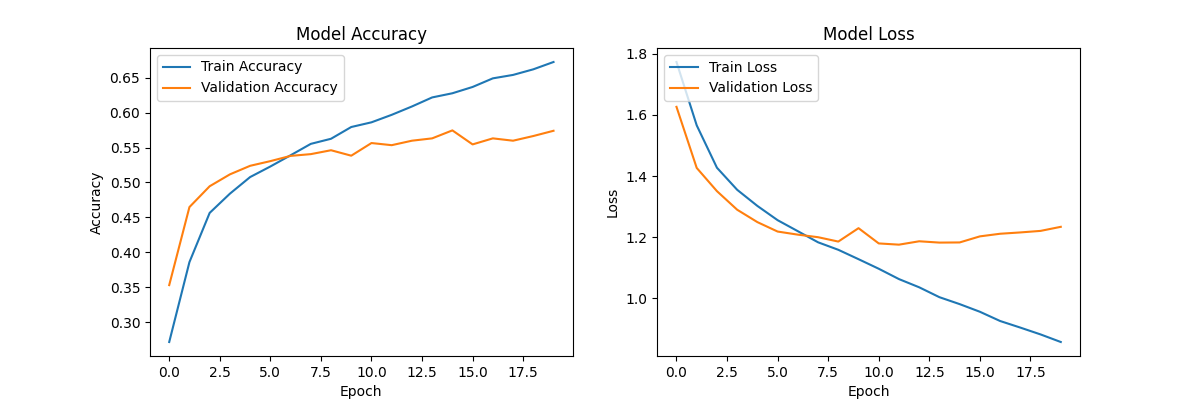 Model Accuracy
Train Accuracy
Validation Accuracy
0.65
0.60
0.55
0.50
0.45
0.40
0.35
0.30
Accuracy
0.0 2.5 5.0 7.5 10.0 12.5 15.0 17.5
Epoch
Model Loss
Train Loss
Validation Loss
1.8
1.6
1.4
1.2
1.0
Loss
0.0 2.5 5.0 7.5 10.0 12.5 15.0 17.5
Epoch